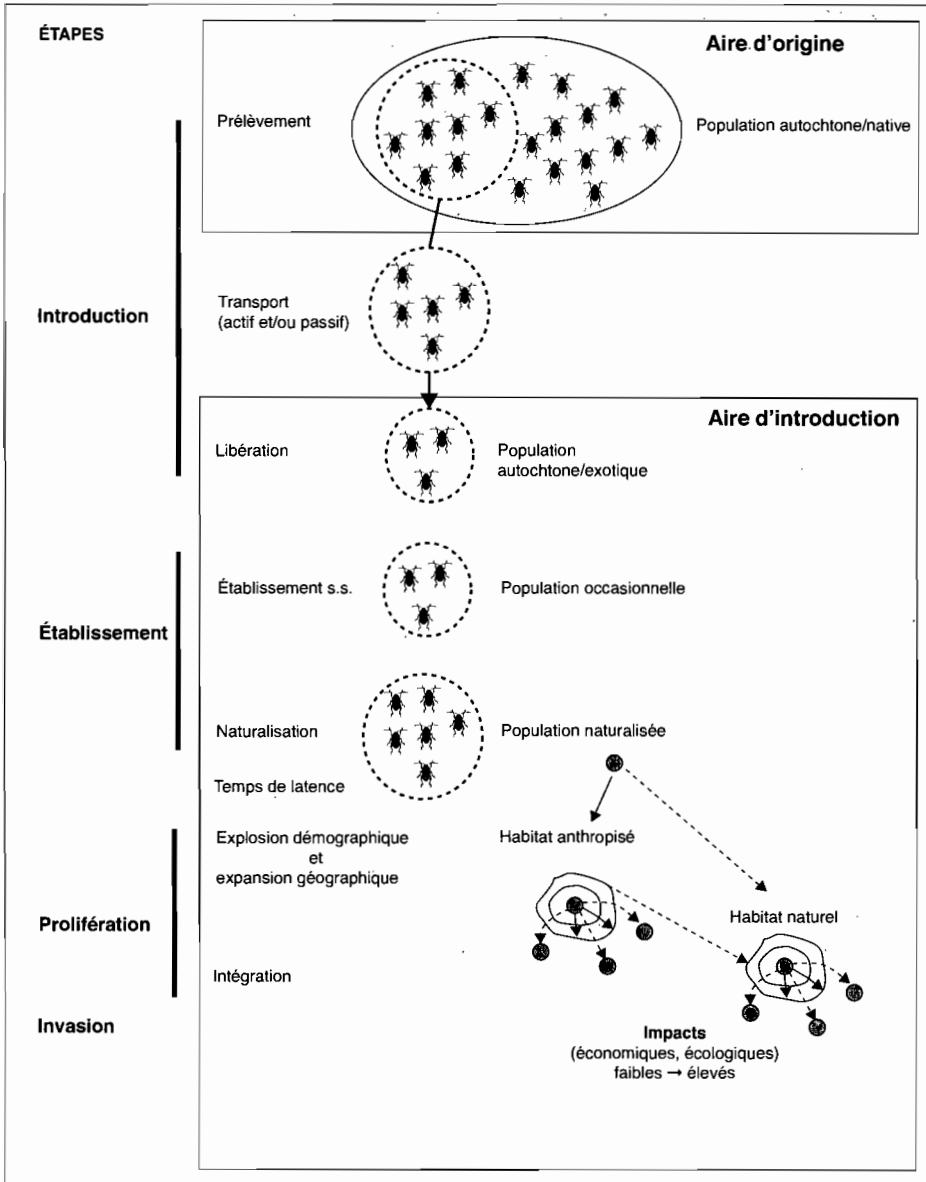 ÉTAPES
Aire d'origine
Prélèvement
Population autochtone/native
Introduction
Transport
(actif et/ou passif)
Aire d'introduction
Libération
Population
autochtone/exotique
Établissement
Établissement s.s.
Population occasionnelle
Naturalisation
Population naturalisée
Temps de latence
Explosion démographique
et
expansion géographique
Habitat anthropisé
Prolifération
Habitat naturel
Intégration
Invasion
Impacts
(économiques, écologiques)
faibles → élevés